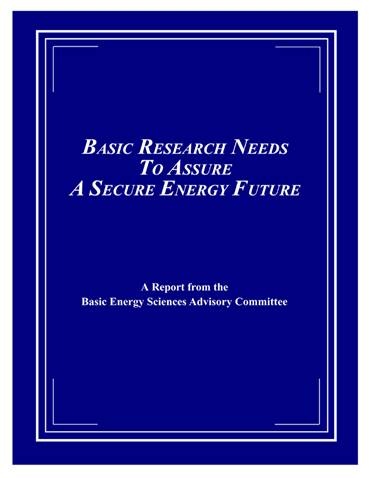 BASIC RESEARCH NEEDS
TO ASSURE
A SECURE ENERGY FUTURE
A Report from the
Basic Energy Sciences Advisory Committee